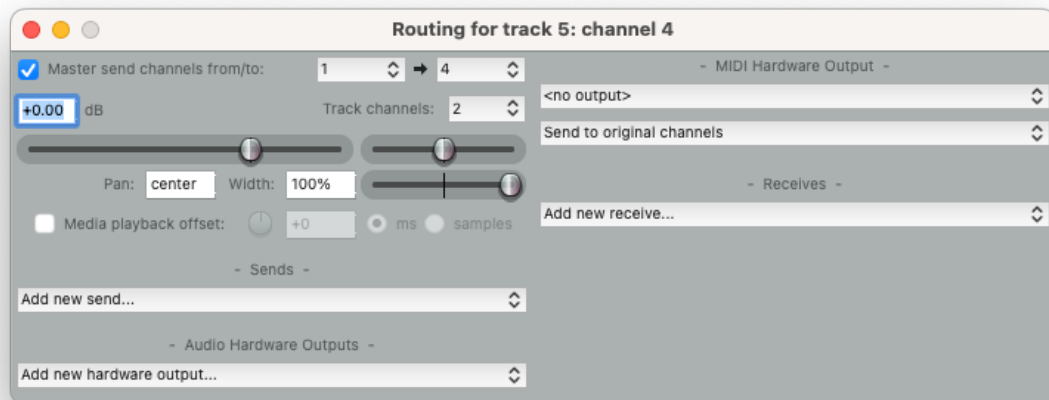 Routing for track 5: channel 4
Master send channels from/to: 1 → 4
+0.00 dB Track channels: 2
Pan: center Width: 100%
Media playback offset: +0 ms samples
- Sends -
Add new send...
- Audio Hardware Outputs -
Add new hardware output...
- MIDI Hardware Output -
<no output>
Send to original channels
- Receives -
Add new receive...